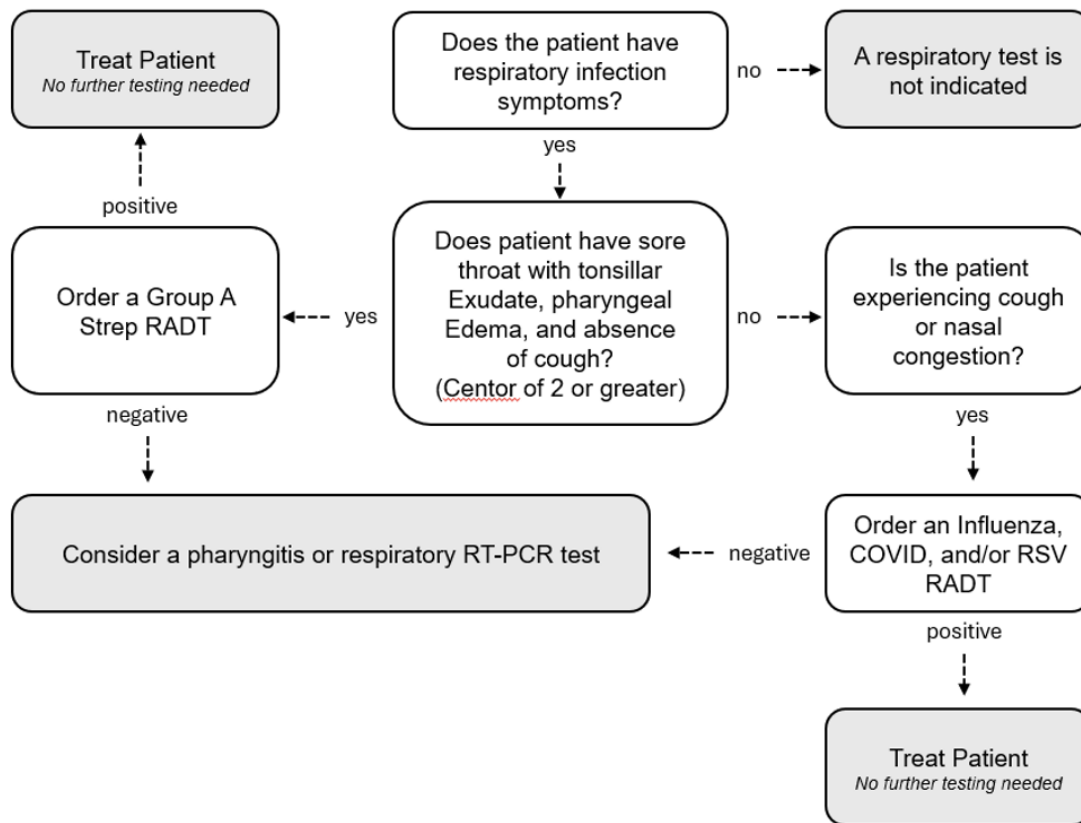 Treat Patient
No further testing needed
Does the patient have
respiratory infection
symptoms?
no
A respiratory test is
not indicated
yes
positive
Order a Group A
Strep RADT
yes
Does patient have sore
throat with tonsillar
Exudate, pharyngeal
Edema, and absence
of cough?
(Centor of 2 or greater)
no
Is the patient
experiencing cough
or nasal
congestion?
negative
yes
Consider a pharyngitis or respiratory RT-PCR test
negative
Order an Influenza,
COVID, and/or RSV
RADT
positive
Treat Patient
No further testing needed